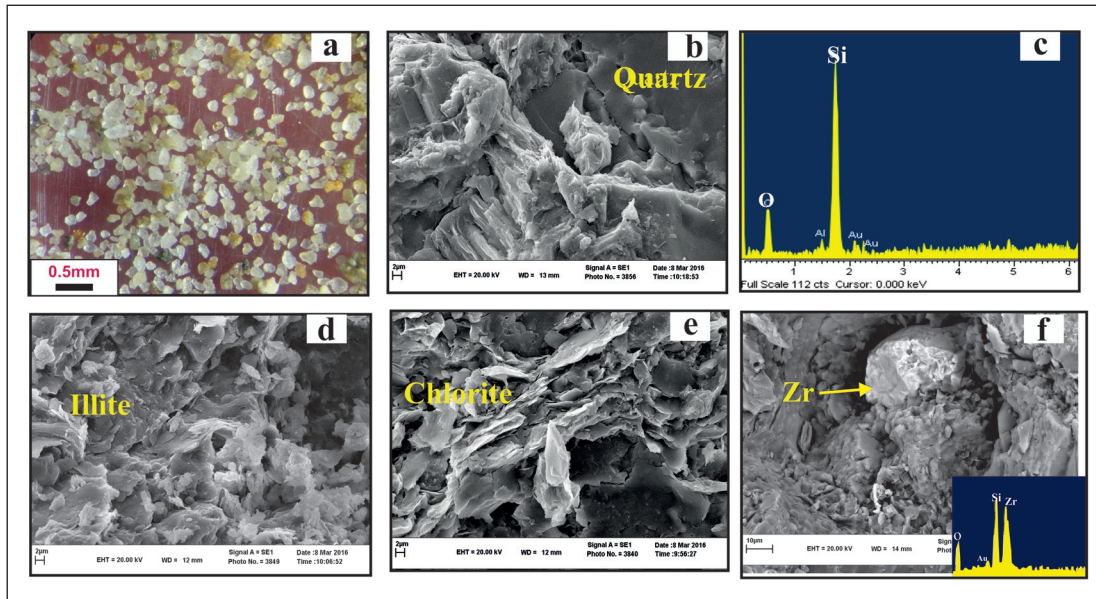 a
0.5mm
b
Quartz
2µm
EHT = 20.00 kV
WD = 13 mm
Signal A = SE1
Photo No. = 3856
Date :8 Mar 2016
Time :10:18:53
c
Si
O
Al
Au
Au
1 2 3 4 5 6
Full Scale 112 cts Cursor: 0.000 keV
d
Illite
2µm
EHT = 20.00 kV
WD = 12 mm
Signal A = SE1
Photo No. = 3849
Date :8 Mar 2016
Time :10:06:52
e
Chlorite
2µm
EHT = 20.00 kV
WD = 12 mm
Signal A = SE1
Photo No. = 3840
Date :8 Mar 2016
Time :9:56:27
f
Zr
10µm
EHT = 20.00 kV
WD = 14 mm
Si
Zr
O
Au